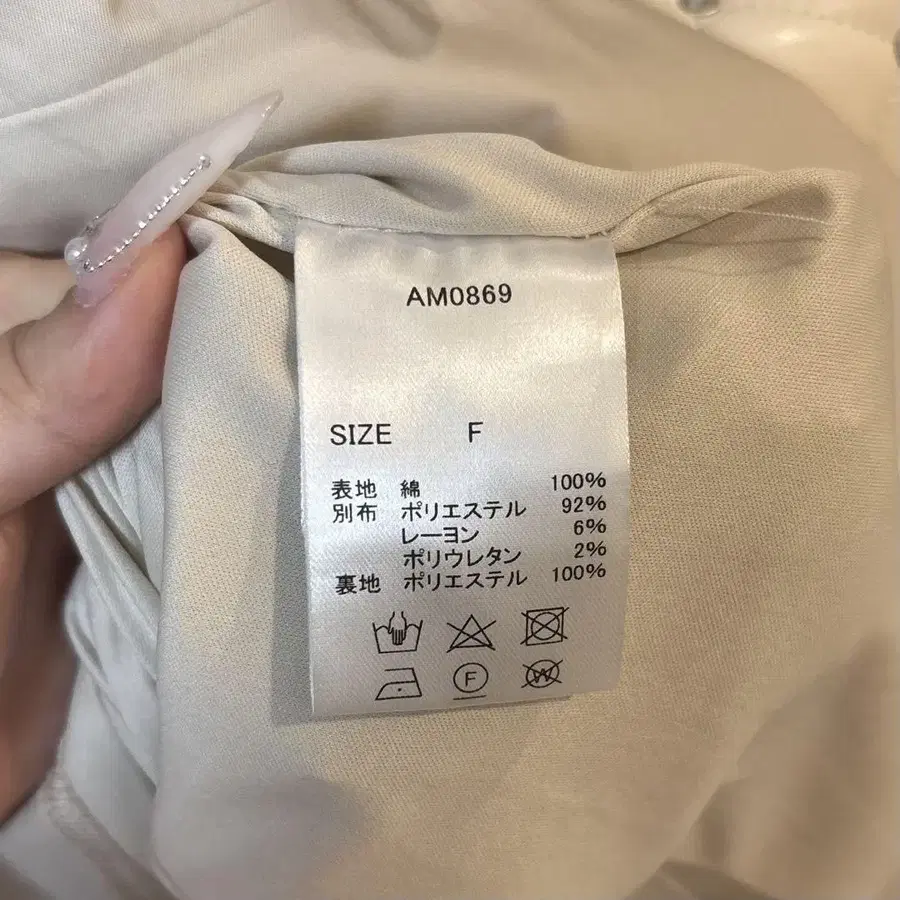 AM0869
SIZE F
表地 綿 100%
別布 ポリエステル 92%
レーヨン 6%
ポリウレタン 2%
裏地 ポリエステル 100%
F W